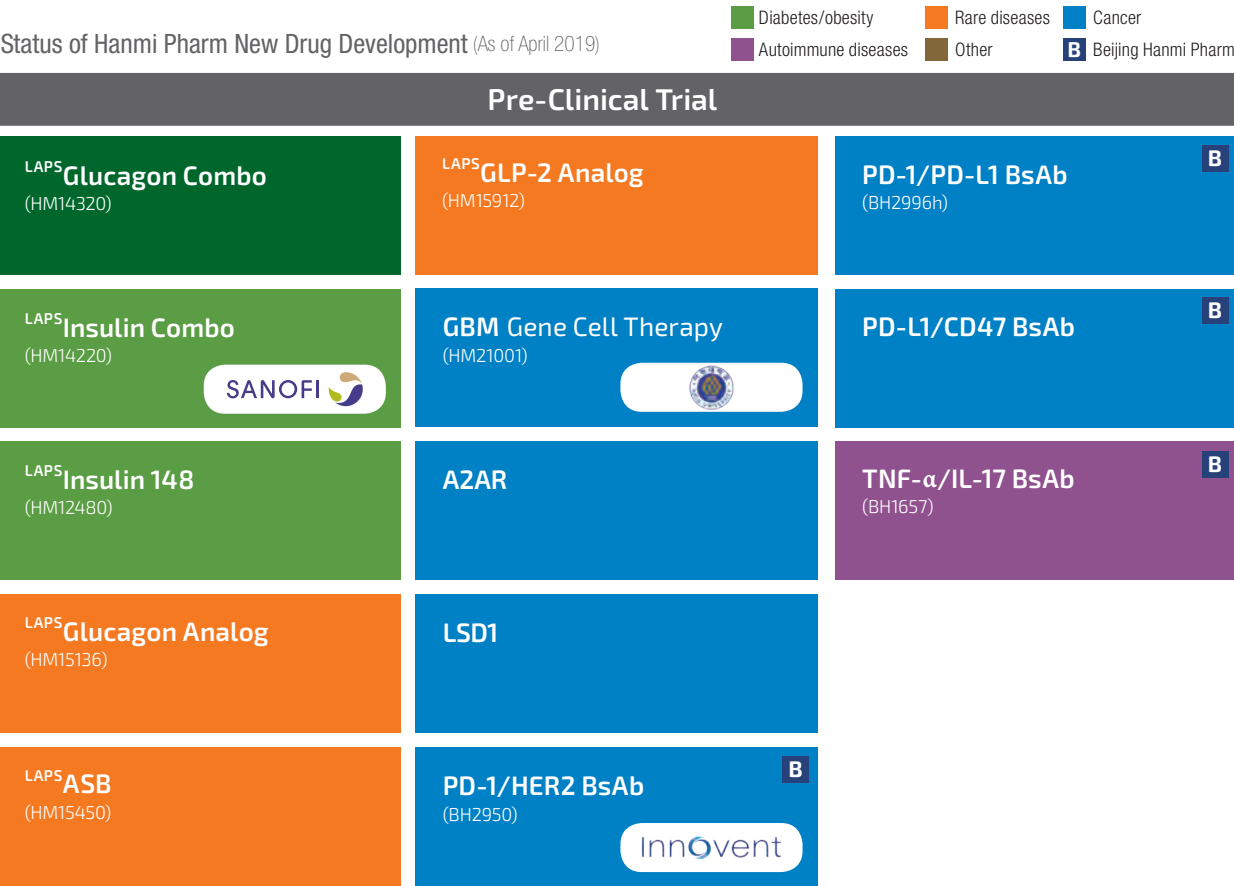 Status of Hanmi Pharm New Drug Development (As of April 2019)
Diabetes/obesity
Rare diseases
Cancer
Autoimmune diseases
Other
B Beijing Hanmi Pharm
Pre-Clinical Trial
LAPSGlucagon Combo
(HM14320)
LAPSInsulin Combo
(HM14220)
SANOFI
LAPSInsulin 148
(HM12480)
LAPSGlucagon Analog
(HM15136)
LAPSASB
(HM15450)
LAPSGLP-2 Analog
(HM15912)
GBM Gene Cell Therapy
(HM21001)
A2AR
LSD1
PD-1/HER2 BsAb
B
(BH2950)
Innovent
PD-1/PD-L1 BsAb
B
(BH2996h)
PD-L1/CD47 BsAb
B
TNF-α/IL-17 BsAb
B
(BH1657)